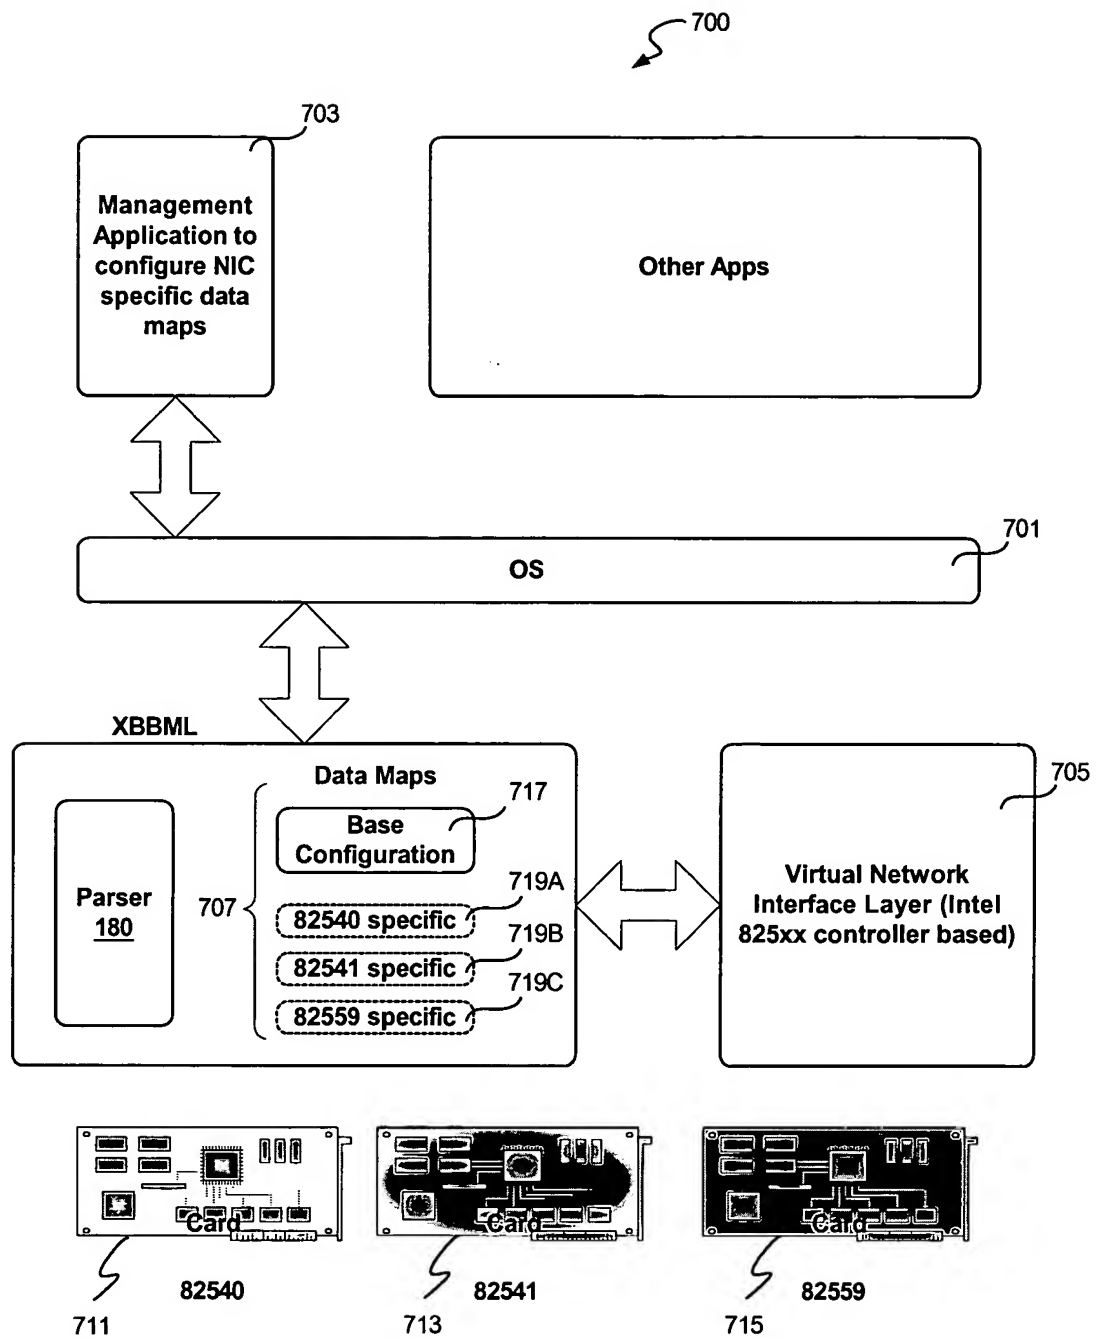 700
703
Management
Application to
configure NIC
specific data
maps
Other Apps
701
OS
XBBML
Data Maps
717
705
Base
Configuration
Parser
180
707
719A
82540 specific
719B
82541 specific
719C
82559 specific
Virtual Network
Interface Layer (Intel
825xx controller based)
Card
Card
Card
82540
82541
82559
711
713
715